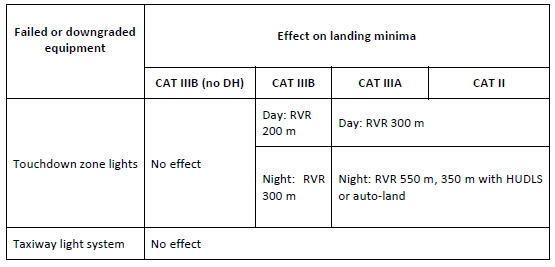 Failed or downgraded
equipment
Effect on landing minima
CAT IIIB (no DH)
CAT IIIB
CAT IIIA
CAT II
Touchdown zone lights
No effect
Day: RVR
200 m
Day: RVR 300 m
Night: RVR
300 m
Night: RVR 550 m, 350 m with HUDLS
or auto-land
Taxiway light system
No effect